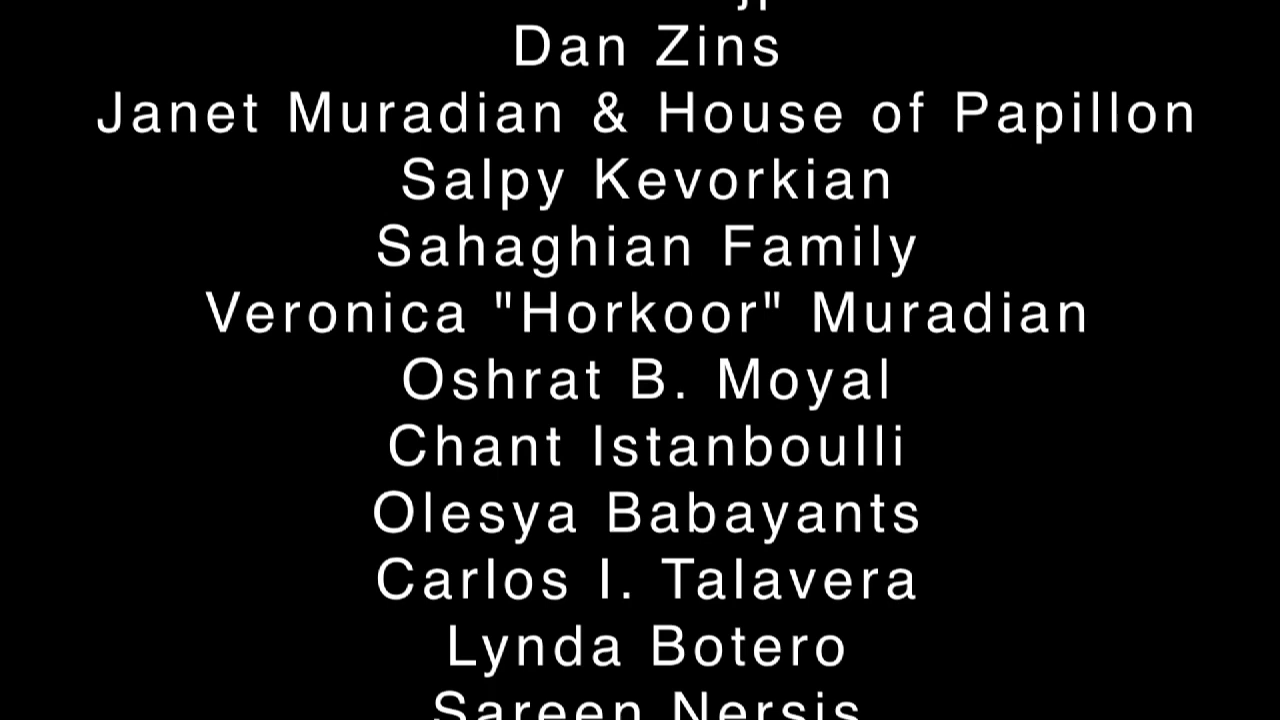 Dan Zins
Janet Muradian & House of Papillon
Salpy Kevorkian
Sahaghian Family
Veronica "Horkoor" Muradian
Oshrat B. Moyal
Chant Istanboulli
Olesya Babayants
Carlos I. Talavera
Lynda Botero
Sareen Nersis